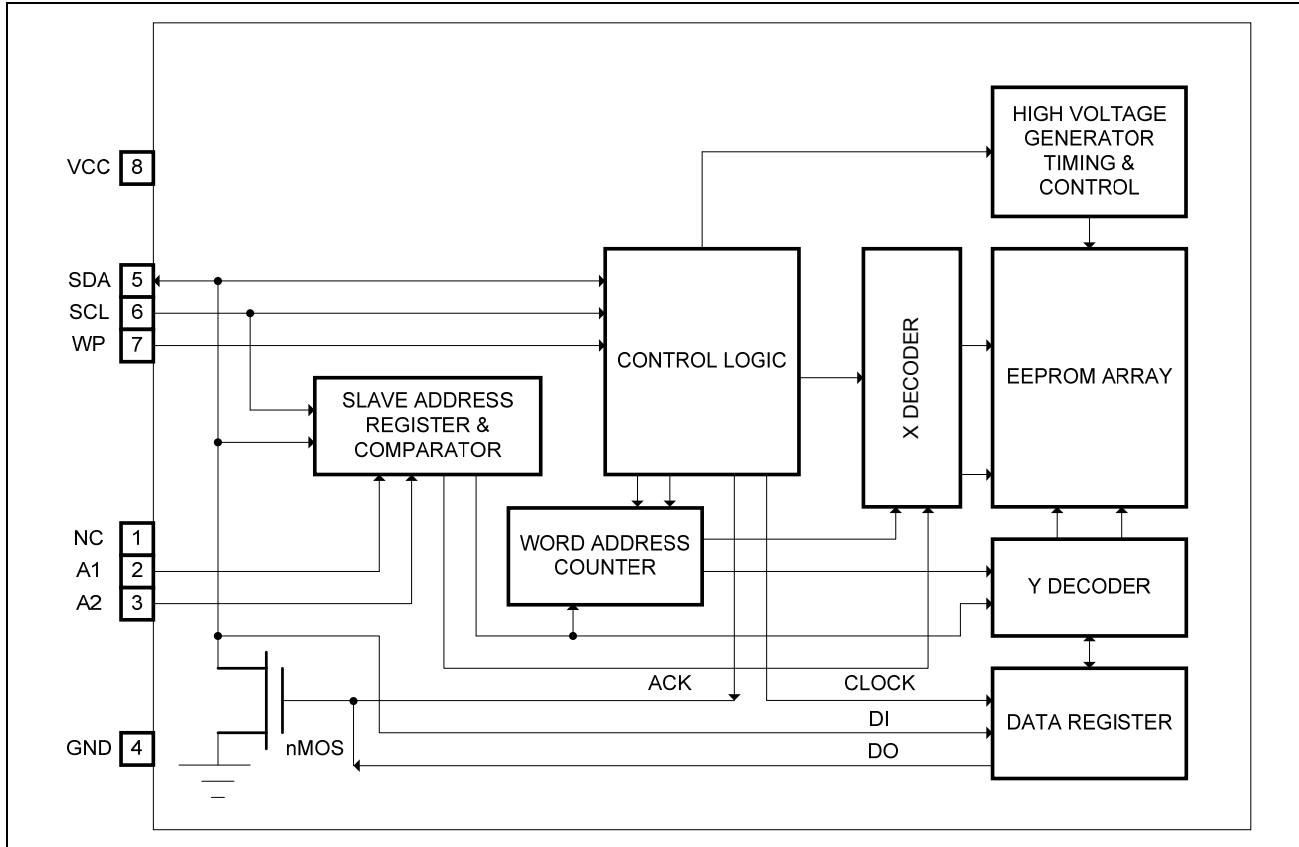 HIGH VOLTAGE
GENERATOR
TIMING &
CONTROL
VCC 8
SDA 5
SCL 6
WP 7
CONTROL LOGIC
X DECODER
EEPROM ARRAY
SLAVE ADDRESS
REGISTER &
COMPARATOR
NC 1
A1 2
A2 3
WORD ADDRESS
COUNTER
Y DECODER
ACK
CLOCK
DI
DO
DATA REGISTER
GND 4
nMOS